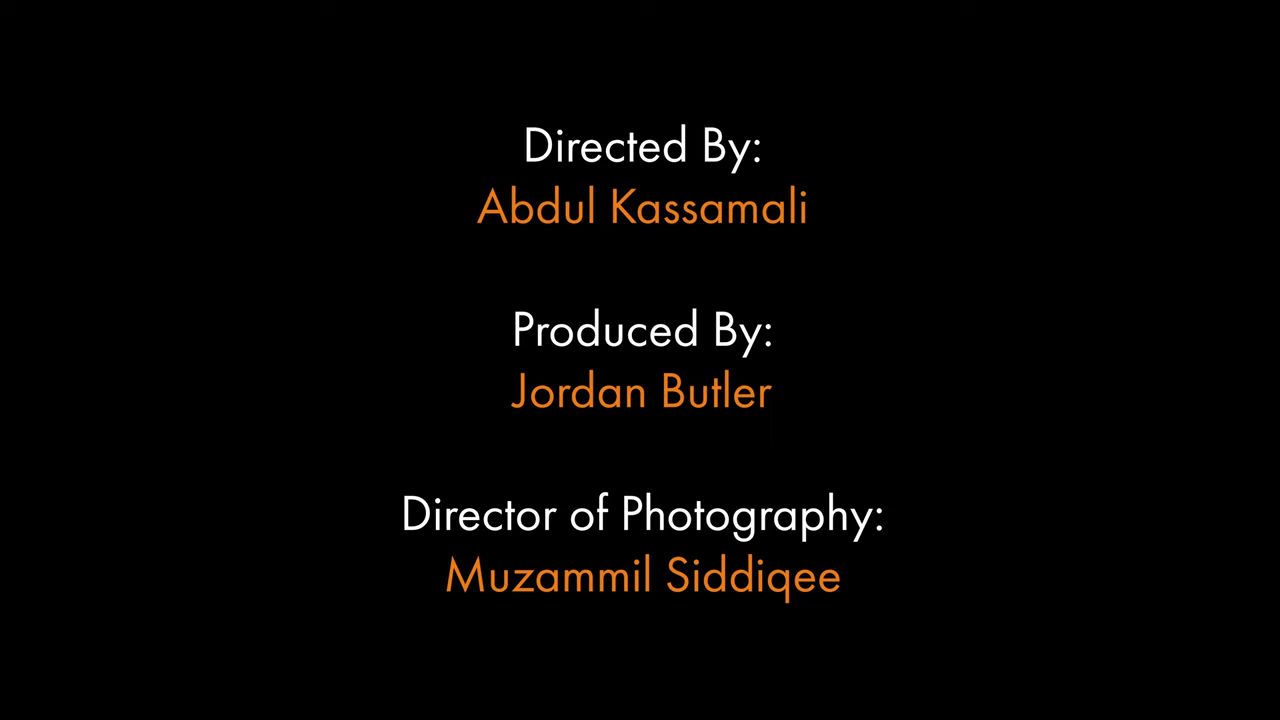 Directed By:
Abdul Kassamali
Produced By:
Jordan Butler
Director of Photography:
Muzammil Siddiqee